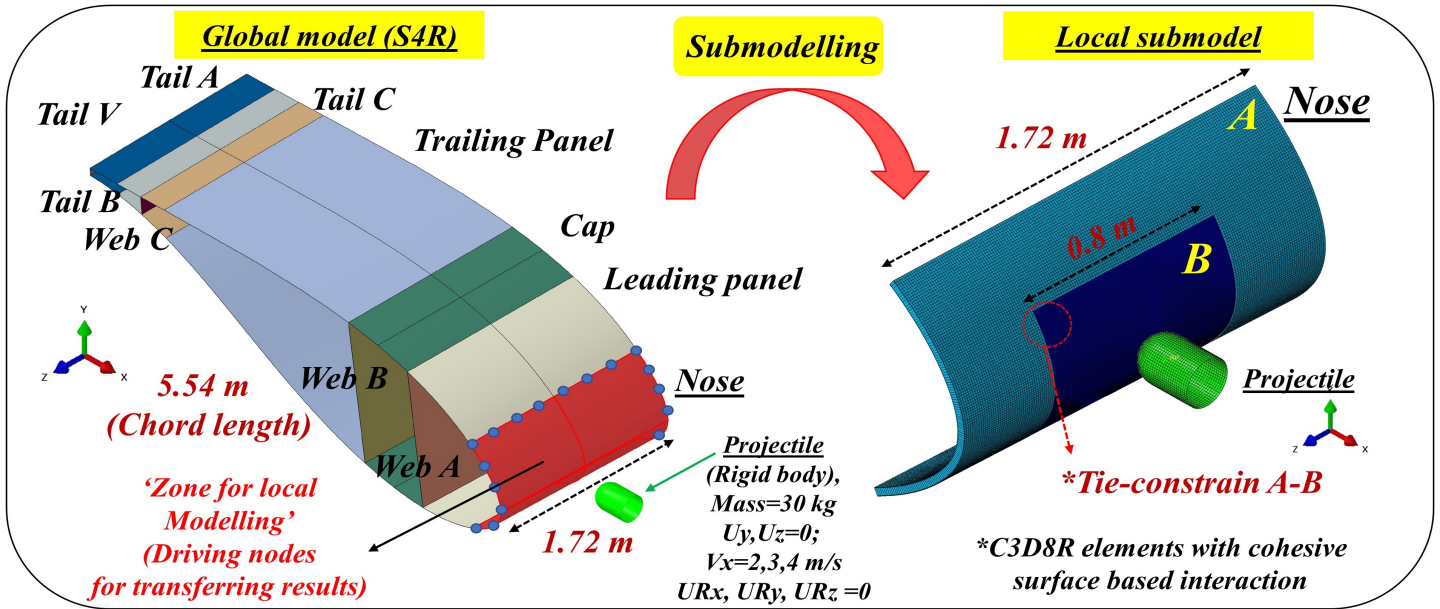 Global model (S4R)
Submodelling
Local submodel
Tail A
Tail V
Tail C
Trailing Panel
Tail B
Web C
Cap
Leading panel
Web B
Web A
Nose
Y
Z
X
5.54 m
(Chord length)
‘Zone for local
Modelling’
(Driving nodes
for transferring results)
1.72 m
Projectile
(Rigid body),
Mass=30 kg
Uy,Uz=0;
Vx=2,3,4 m/s
URx, URy, URz =0
Nose
A
1.72 m
0.8 m
B
Projectile
Y
Z
X
*Tie-constrain A-B
*C3D8R elements with cohesive
surface based interaction